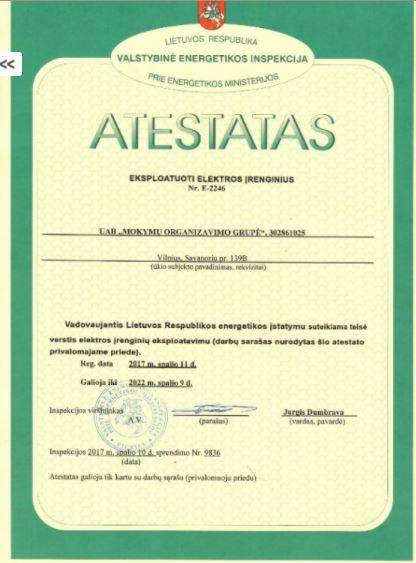 «
LIETUVOS RESPUBLIKA
VALSTYBINĖ ENERGETIKOS INSPEKCIJA
PRIE ENERGETIKOS MINISTERIJOS
ATESTATAS
EKSPLOATUOTI ELEKTROS ĮRENGINIUS
Nr. E-2246
UAB „MOKYMU ORGANIZAVIMO GRUPĖ“, 302861025
Vilnius, Savanorių pr. 139B
(ūkio subjekto pavadinimas, rekvizitai)
Vadovaujantis Lietuvos Respublikos energetikos įstatymu suteikiama teisė
verstis elektros įrenginių eksploatavimu (darbų sąrašas nurodytas šio atestato
privalomajame priede).
Reg. data 2017 m. spalio 11 d.
Galioja iki 2022 m. spalio 9 d.
Inspekcijos viršininkas
A.V. (parašas)
Jurgis Dumbrava
(vardas, pavardė)
Inspekcijos 2017 m. spalio 10 d. sprendimo Nr. 9836
(data)
Atestatas galioja tik kartu su darbų sąrašu (privalomuoju priedu)